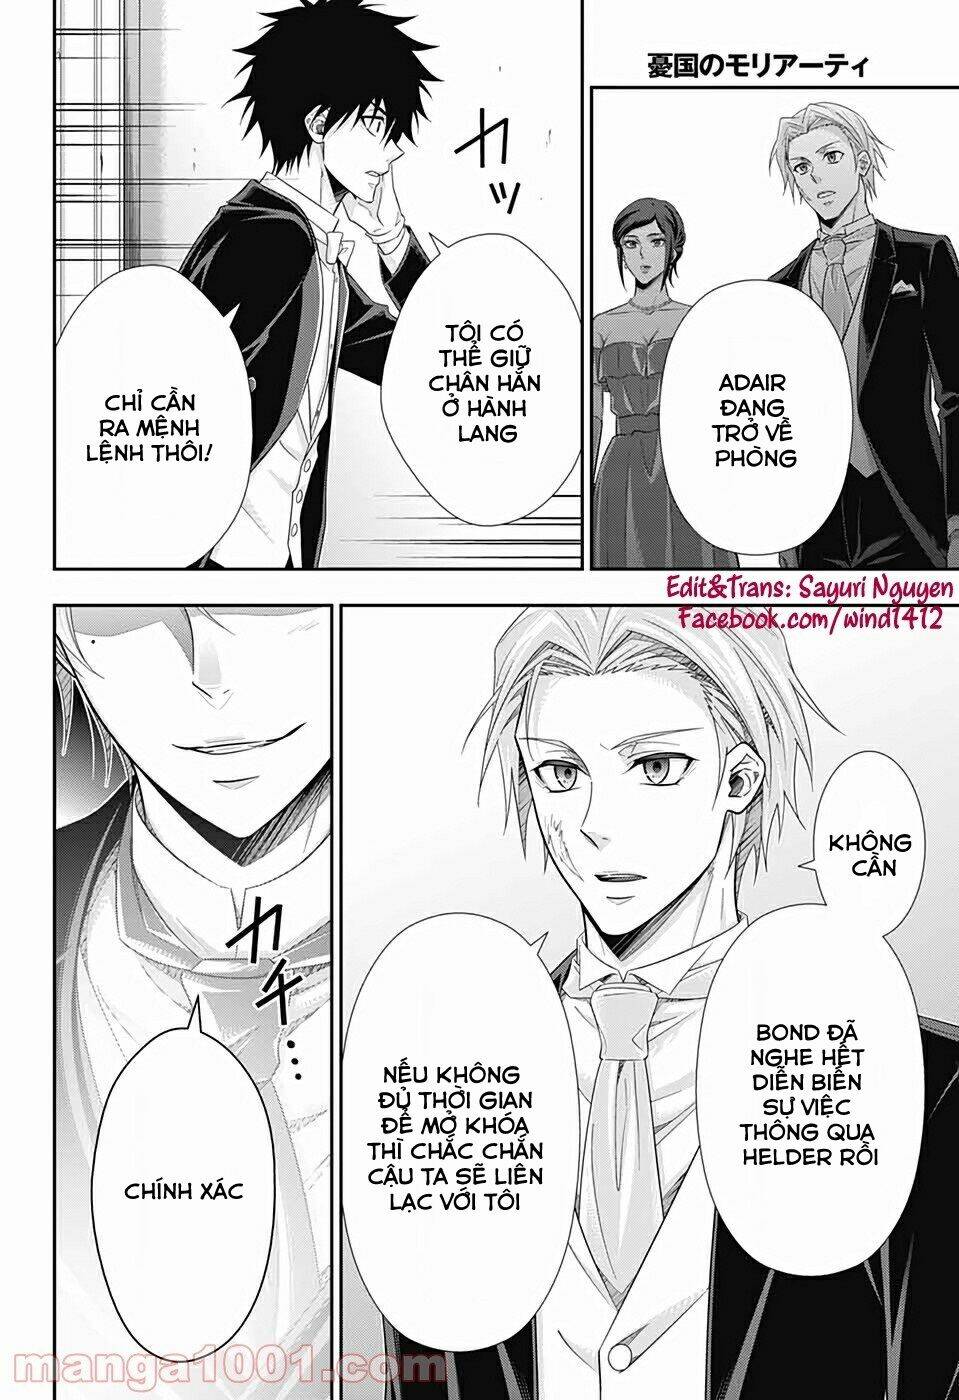 憂国のモリアーティ
ADAIR
ĐANG
TRỞ VỀ
PHÒNG
カ
ッ
TÔI CÓ
THỂ GIỮ
CHÂN HẮN
Ở HÀNH
LANG
CHỈ CẦN
RA MỆNH
LỆNH THÔI!
Edit&Trans: Sayuri Nguyen
Facebook.com/wind1412
KHÔNG
CẦN
BOND ĐÃ
NGHE HẾT
DIỄN BIẾN
SỰ VIỆC
THÔNG QUA
HELDER RỒI
NẾU KHÔNG
ĐỦ THỜI GIAN
ĐỂ MỞ KHÓA
THÌ CHẮC CHẮN
CẬU TA SẼ LIÊN
LẠC VỚI TÔI
カチ…
CHÍNH XÁC
manga1001.com